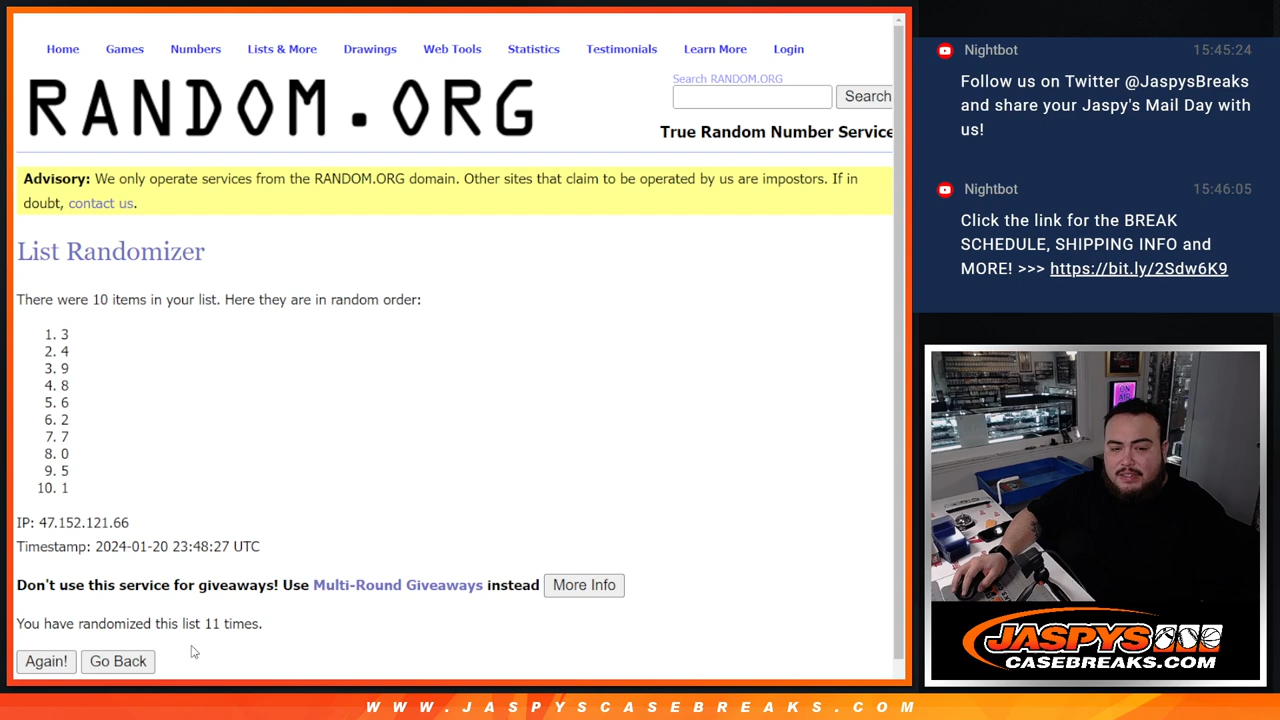 Home Games Numbers Lists & More Drawings Web Tools Statistics Testimonials Learn More Login
RANDOM.ORG
Search RANDOM.ORG
Search
True Random Number Service
Advisory: We only operate services from the RANDOM.ORG domain. Other sites that claim to be operated by us are impostors. If in
doubt, contact us.
List Randomizer
There were 10 items in your list. Here they are in random order:
1. 3
2. 4
3. 9
4. 8
5. 6
6. 2
7. 7
8. 0
9. 5
10. 1
IP: 47.152.121.66
Timestamp: 2024-01-20 23:48:27 UTC
Don't use this service for giveaways! Use Multi-Round Giveaways instead More Info
You have randomized this list 11 times.
Again! Go Back
Nightbot 15:45:24
Follow us on Twitter @JaspysBreaks
and share your Jaspy's Mail Day with
us!
Nightbot 15:46:05
Click the link for the BREAK
SCHEDULE, SHIPPING INFO and
MORE! >>> https://bit.ly/2Sdw6K9
ON
AIR
JASPYS
CASEBREAKS.COM
WWW.JASPYSCASEBREAKS.COM